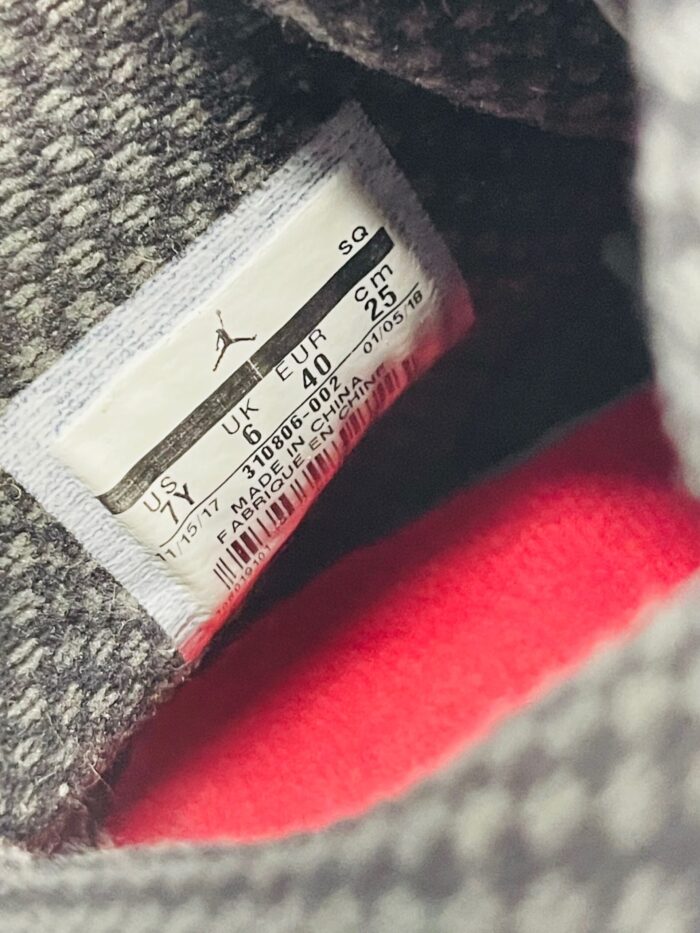 SQ
US UK EUR cm
7Y 6 40 25
11/15/17 310806-002 01/05/18
MADE IN CHINA
FABRIQUE EN CHINE